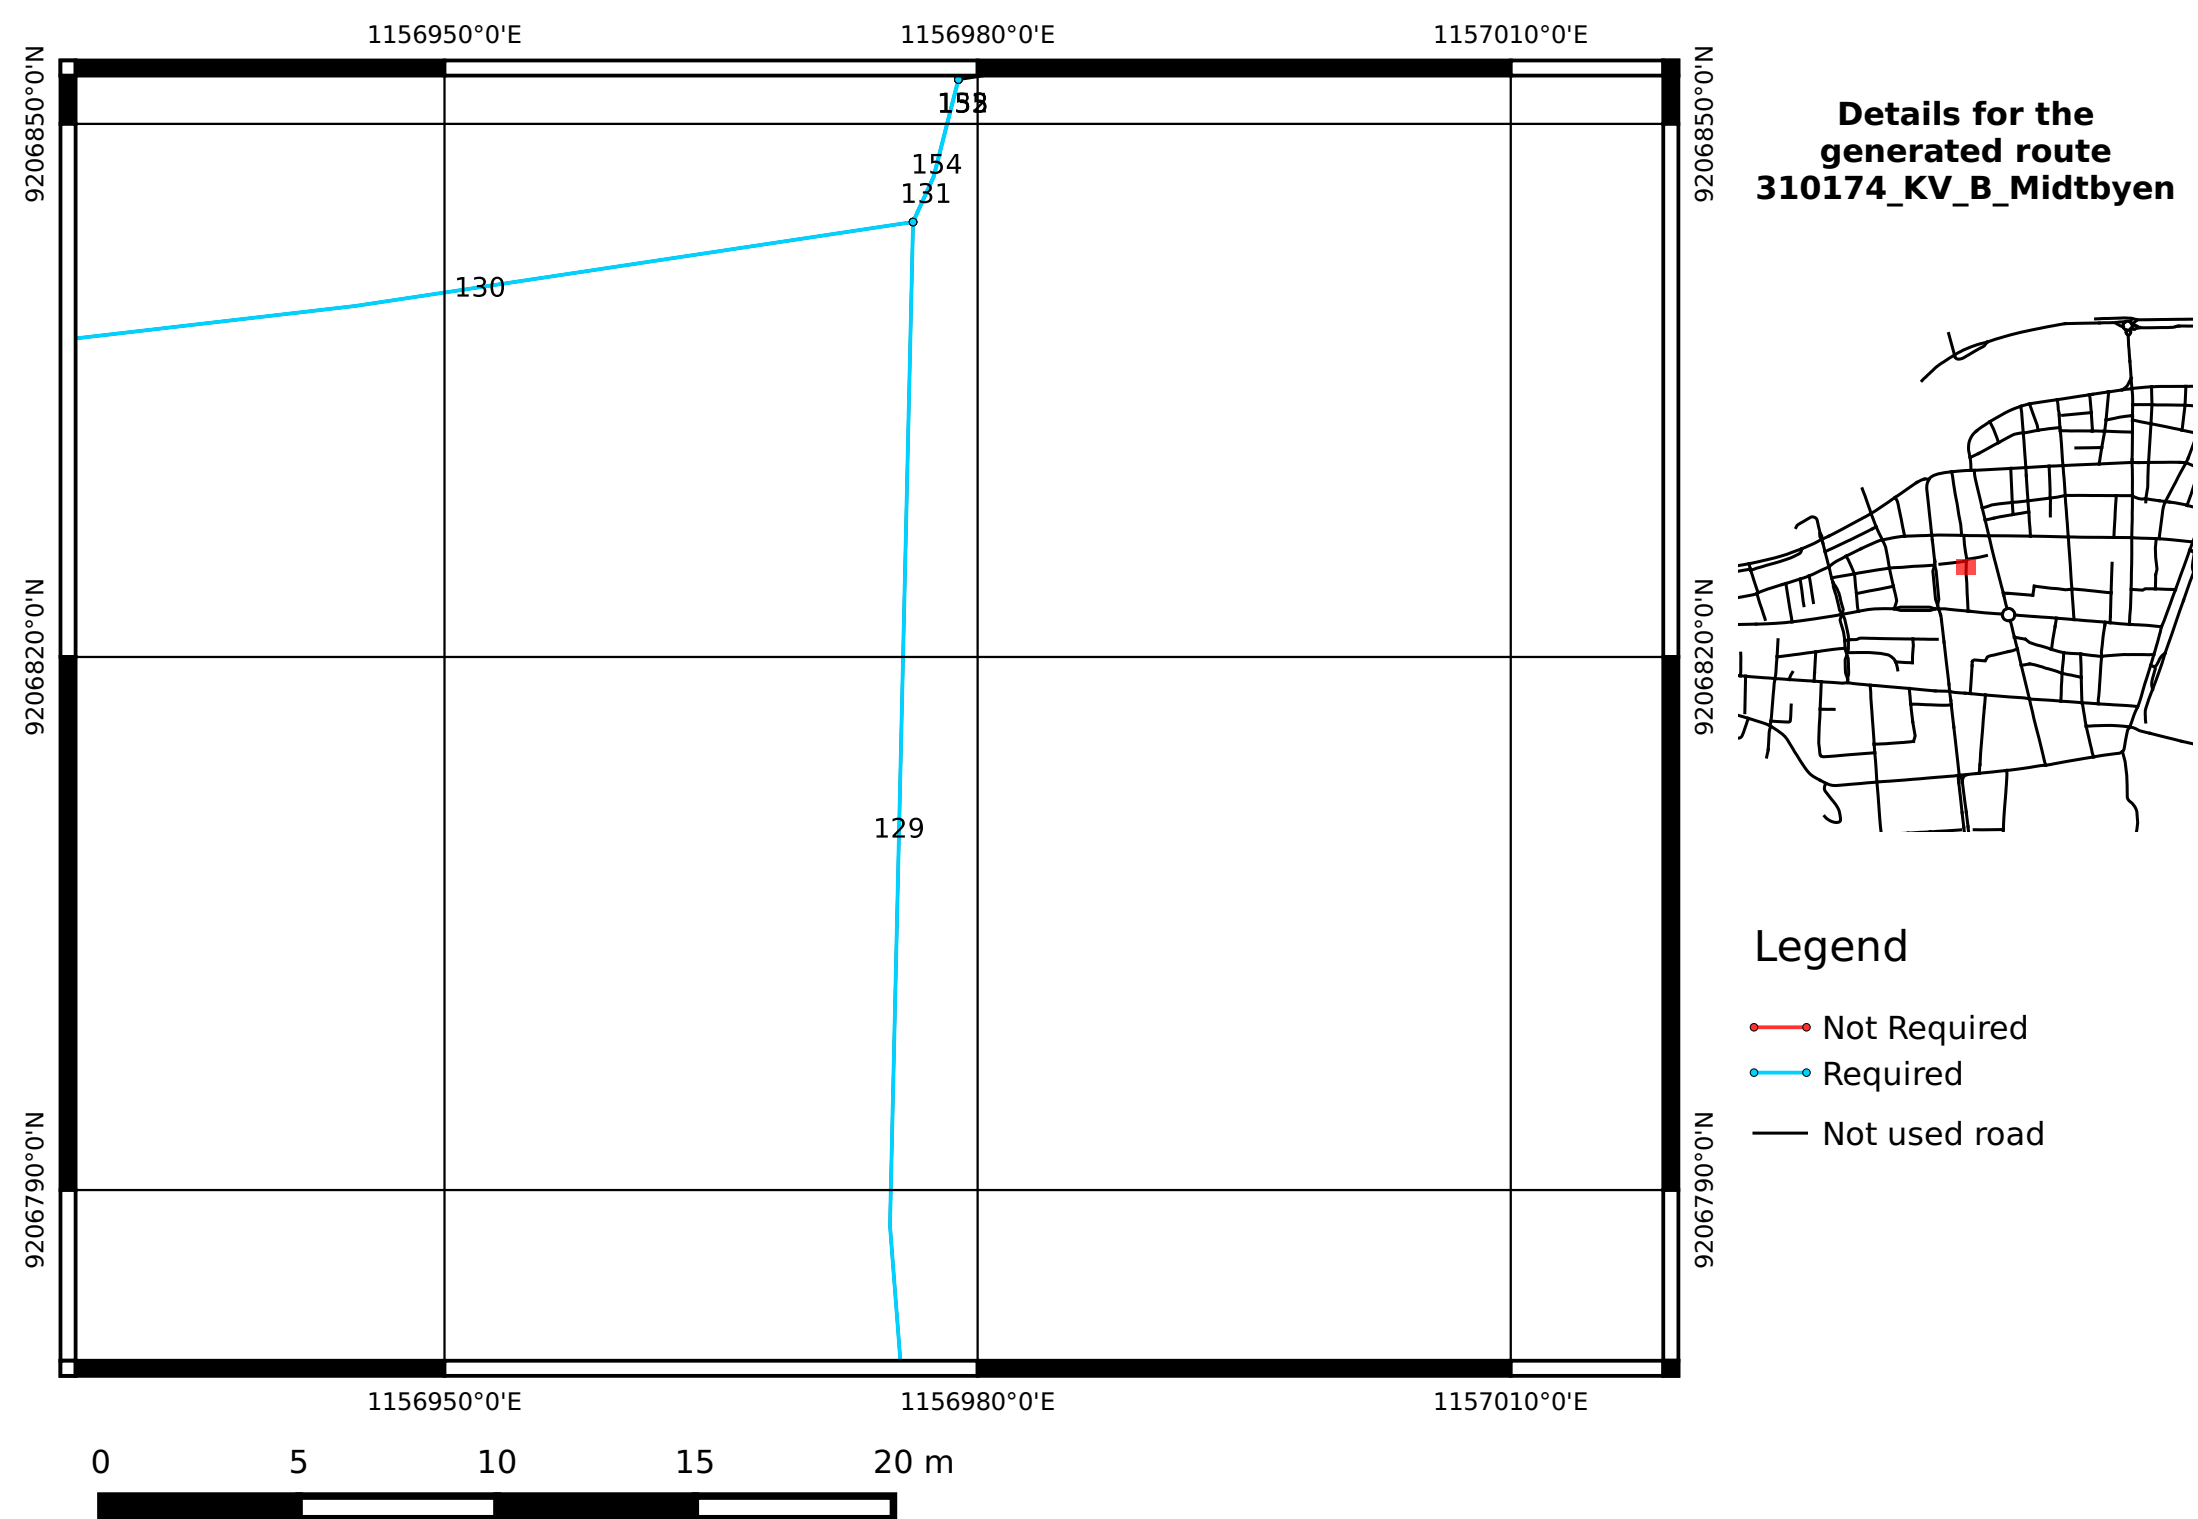 1156950°0'E 1156980°0'E 1157010°0'E
9206850°0'N
9206850°0'N
154
131
130
9206820°0'N
9206820°0'N
129
9206790°0'N
9206790°0'N
1156950°0'E 1156980°0'E 1157010°0'E
0 5 10 15 20 m
Details for the
generated route
310174_KV_B_Midtbyen
Legend
Not Required
Required
Not used road